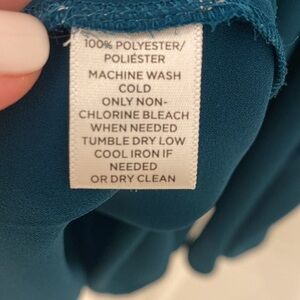 100% POLYESTER/
POLIÉSTER
MACHINE WASH
COLD
ONLY NON-
CHLORINE BLEACH
WHEN NEEDED
TUMBLE DRY LOW
COOL IRON IF
NEEDED
OR DRY CLEAN